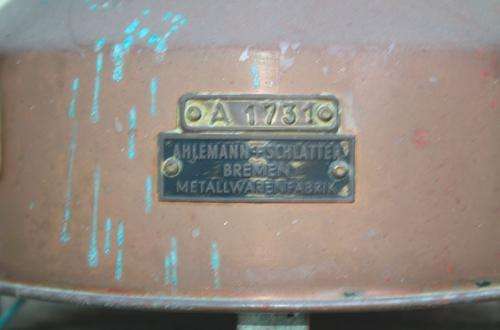 A 1731
AHLEMANN + SCHLATTER
BREMEN
METALLWARENFABRIK